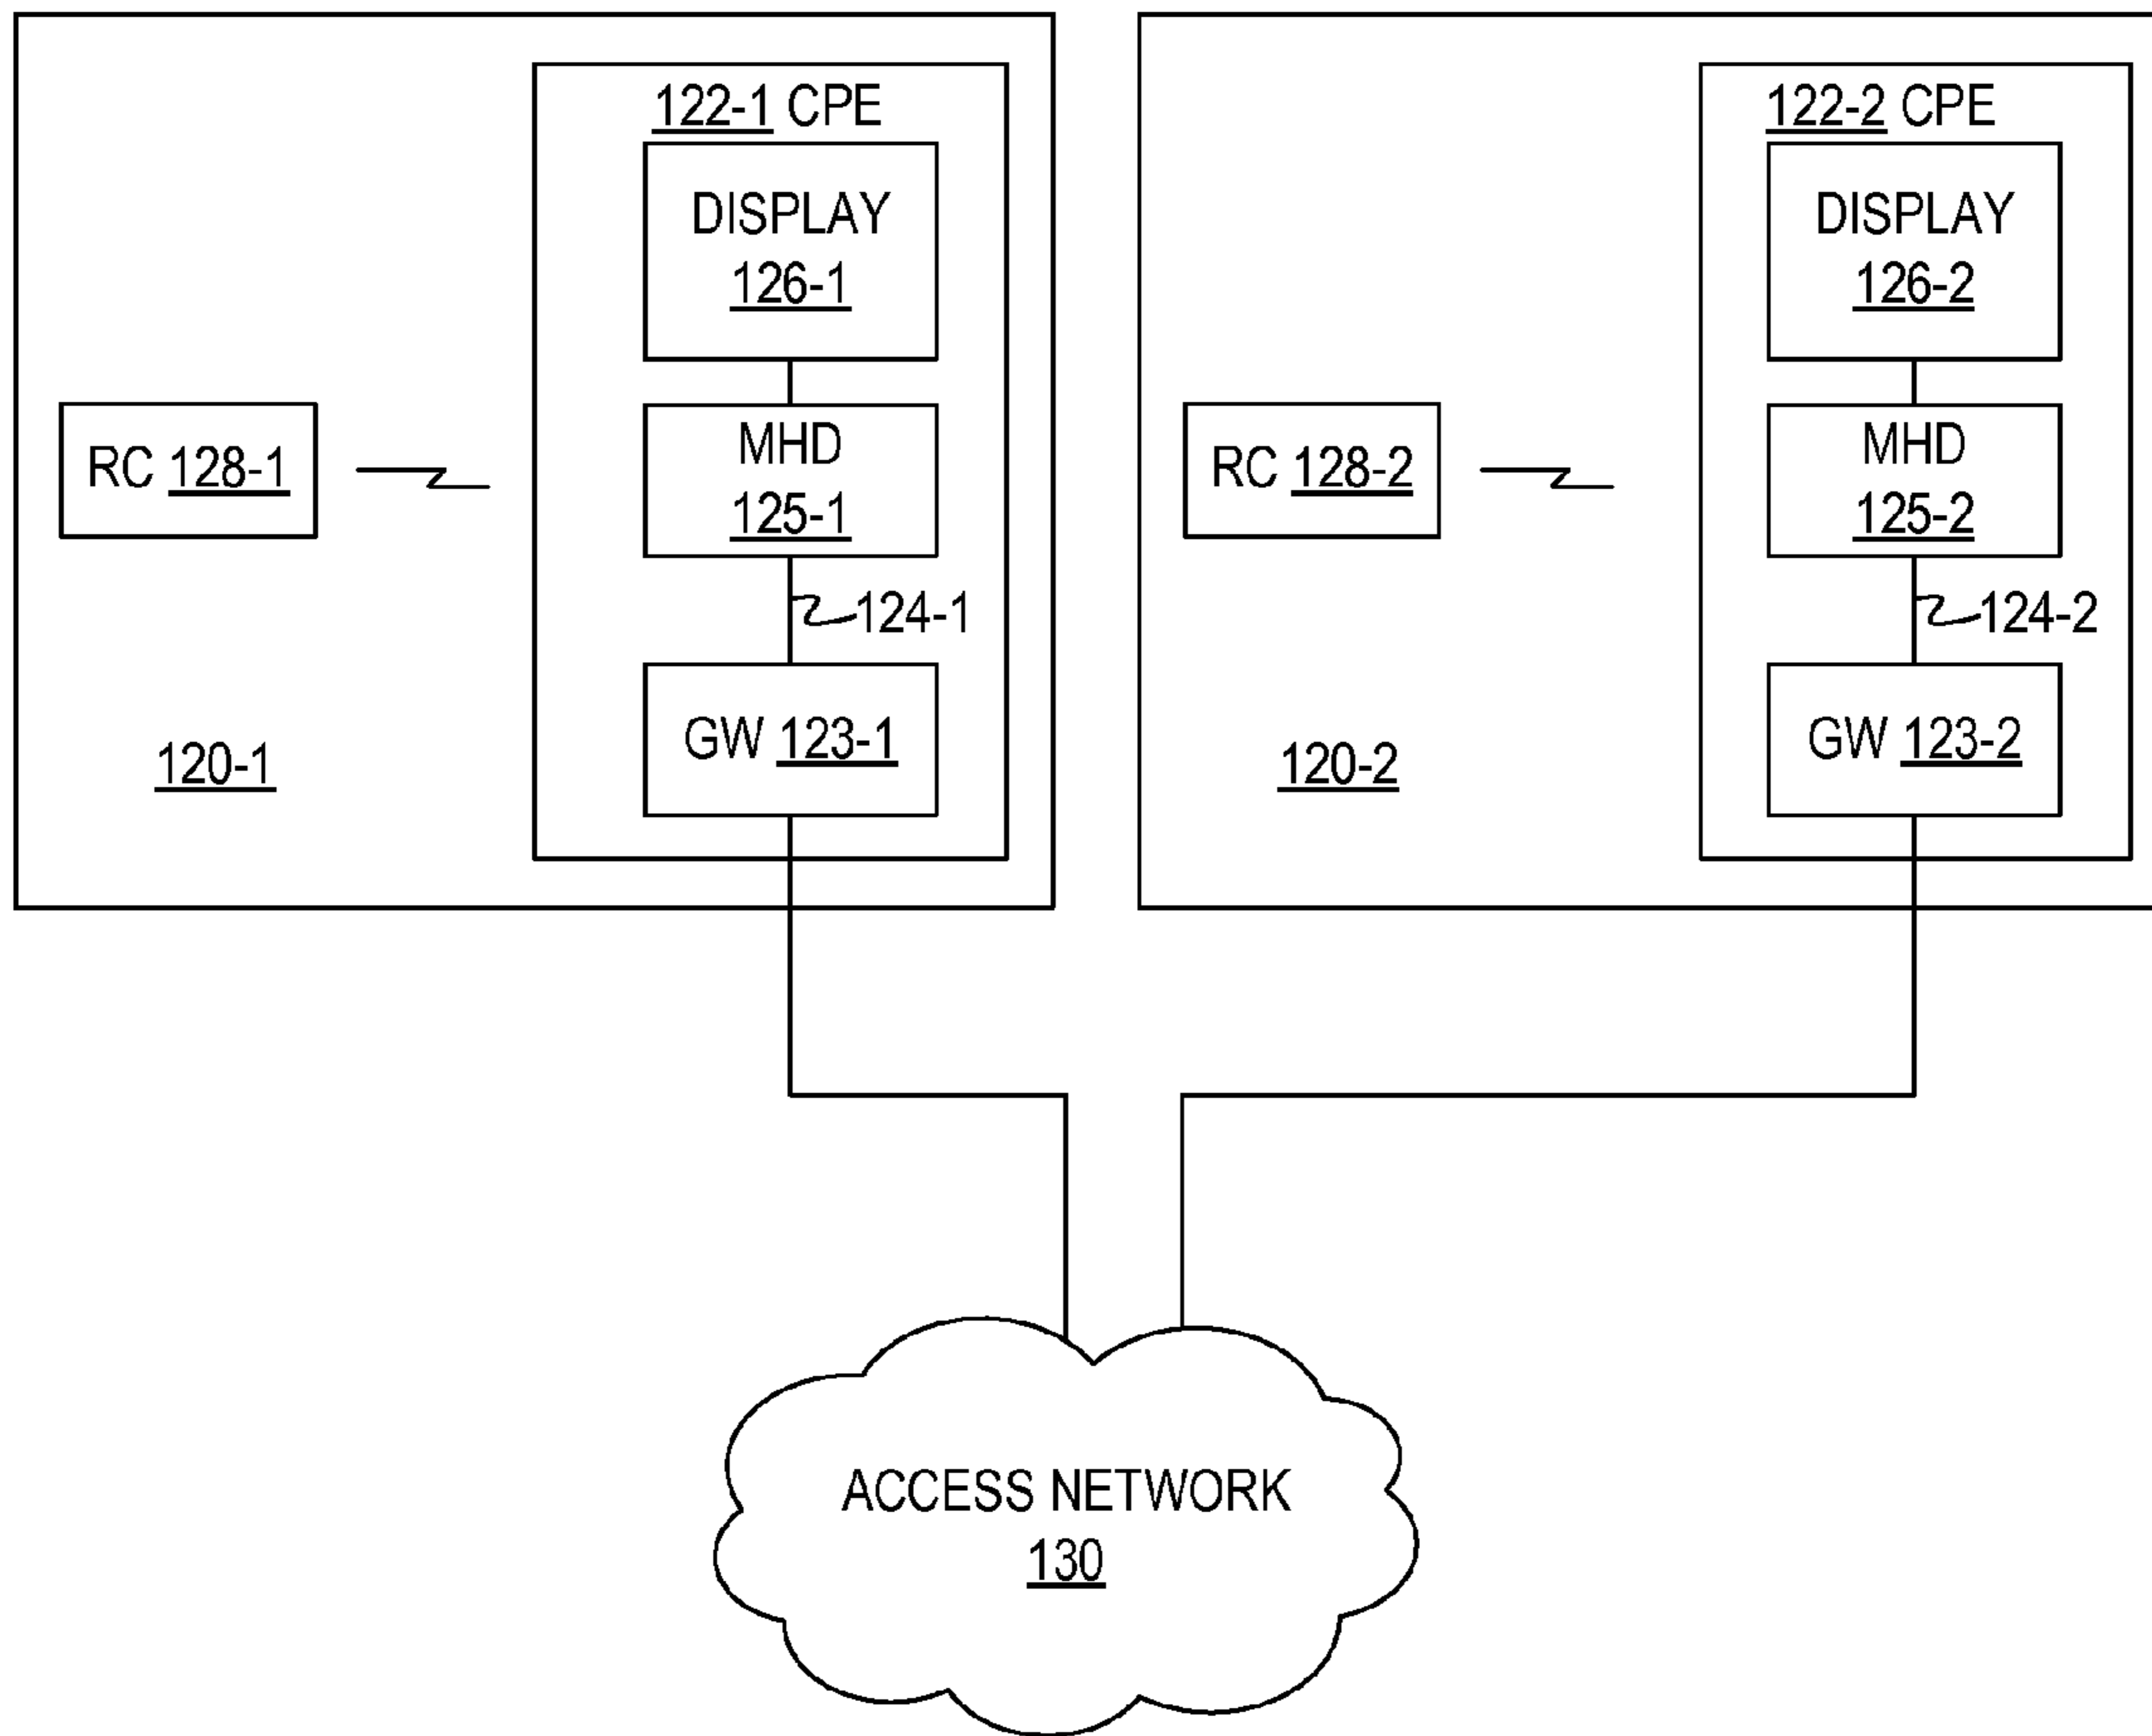 122-1 CPE
DISPLAY
126-1
RC 128-1
MHD
125-1
124-1
GW 123-1
120-1
122-2 CPE
DISPLAY
126-2
RC 128-2
MHD
125-2
124-2
GW 123-2
120-2
ACCESS NETWORK
130